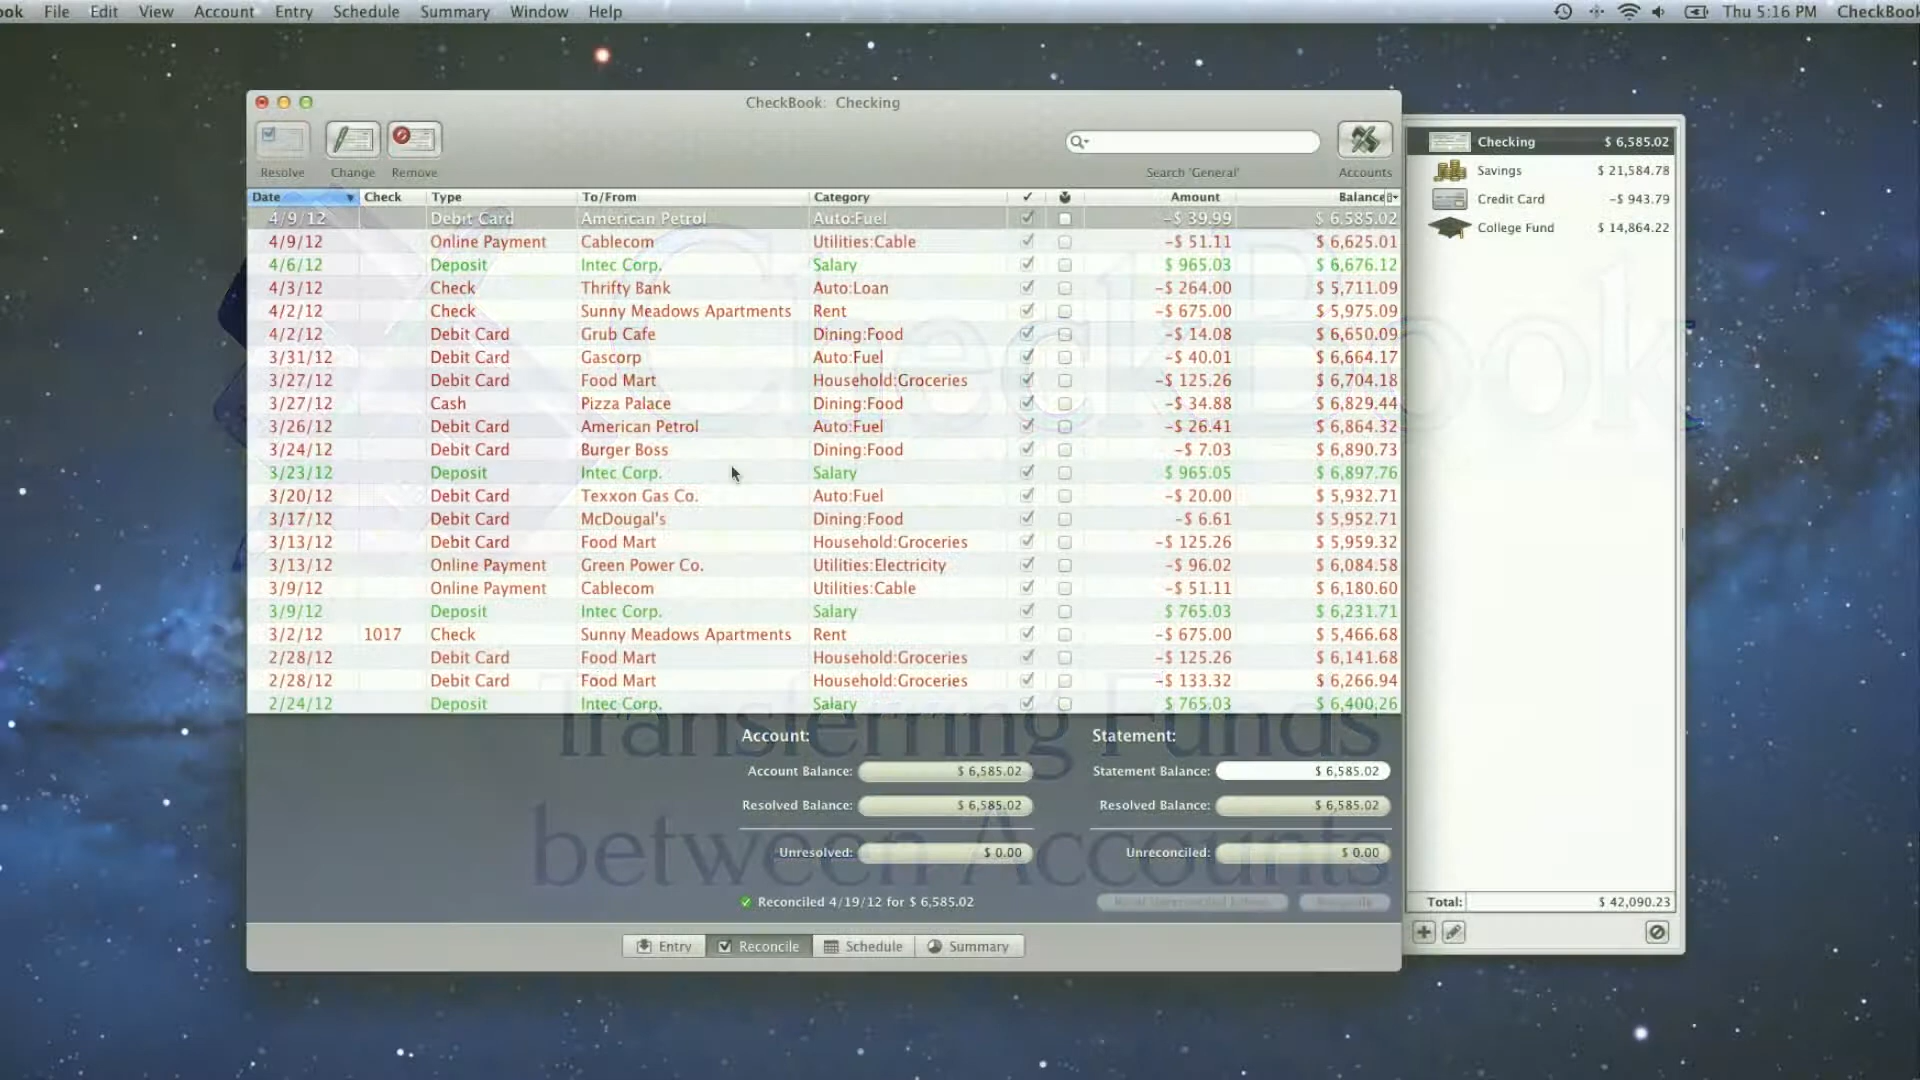 ook File Edit View Account Entry Schedule Summary Window Help Thu 5:16 PM CheckBook
CheckBook: Checking
Resolve Change Remove Search 'General' Accounts
Date Check Type To/From Category ✓ Amount Balance
4/9/12 Debit Card American Petrol Auto:Fuel -$ 39.99 $ 6,585.02
4/9/12 Online Payment Cablecom Utilities:Cable -$ 51.11 $ 6,625.01
4/6/12 Deposit Intec Corp. Salary $ 965.03 $ 6,676.12
4/3/12 Check Thrifty Bank Auto:Loan -$ 264.00 $ 5,711.09
4/2/12 Check Sunny Meadows Apartments Rent -$ 675.00 $ 5,975.09
4/2/12 Debit Card Grub Cafe Dining:Food -$ 14.08 $ 6,650.09
3/31/12 Debit Card Gascorp Auto:Fuel -$ 40.01 $ 6,664.17
3/27/12 Debit Card Food Mart Household:Groceries -$ 125.26 $ 6,704.18
3/27/12 Cash Pizza Palace Dining:Food -$ 34.88 $ 6,829.44
3/26/12 Debit Card American Petrol Auto:Fuel -$ 26.41 $ 6,864.32
3/24/12 Debit Card Burger Boss Dining:Food -$ 7.03 $ 6,890.73
3/23/12 Deposit Intec Corp. Salary $ 965.05 $ 6,897.76
3/20/12 Debit Card Texxon Gas Co. Auto:Fuel -$ 20.00 $ 5,932.71
3/17/12 Debit Card McDougal's Dining:Food -$ 6.61 $ 5,952.71
3/13/12 Debit Card Food Mart Household:Groceries -$ 125.26 $ 5,959.32
3/13/12 Online Payment Green Power Co. Utilities:Electricity -$ 96.02 $ 6,084.58
3/9/12 Online Payment Cablecom Utilities:Cable -$ 51.11 $ 6,180.60
3/9/12 Deposit Intec Corp. Salary $ 765.03 $ 6,231.71
3/2/12 1017 Check Sunny Meadows Apartments Rent -$ 675.00 $ 5,466.68
2/28/12 Debit Card Food Mart Household:Groceries -$ 125.26 $ 6,141.68
2/28/12 Debit Card Food Mart Household:Groceries -$ 133.32 $ 6,266.94
2/24/12 Deposit Intec Corp. Salary $ 765.03 $ 6,400.26
Account: Statement:
Account Balance: $ 6,585.02 Statement Balance: $ 6,585.02
Resolved Balance: $ 6,585.02 Resolved Balance: $ 6,585.02
Unresolved: $ 0.00 Unreconciled: $ 0.00
Reconciled 4/19/12 for $ 6,585.02
Entry Reconcile Schedule Summary
Checking $ 6,585.02
Savings $ 21,584.78
Credit Card -$ 943.79
College Fund $ 14,864.22
Total: $ 42,090.23
CheckBook
Transferring Funds
between Accounts